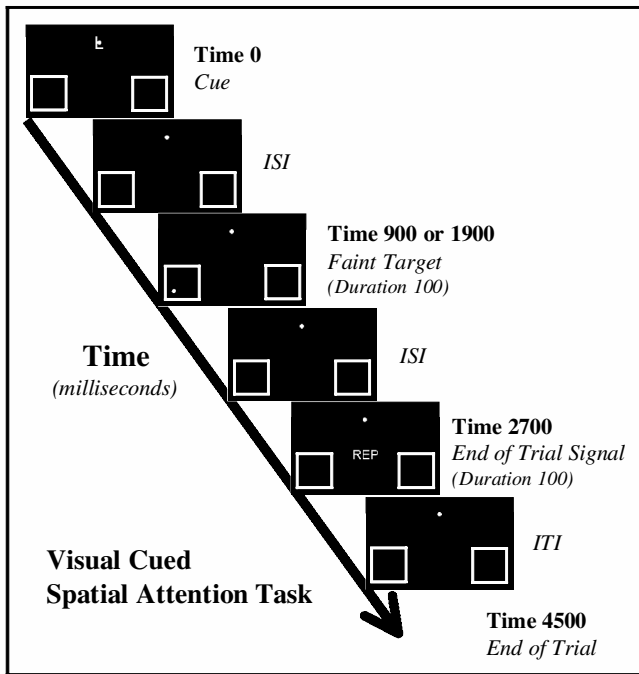 L
Time 0
Cue
ISI
Time 900 or 1900
Faint Target
(Duration 100)
Time
(milliseconds)
ISI
Time 2700
End of Trial Signal
(Duration 100)
REP
ITI
Visual Cued
Spatial Attention Task
Time 4500
End of Trial